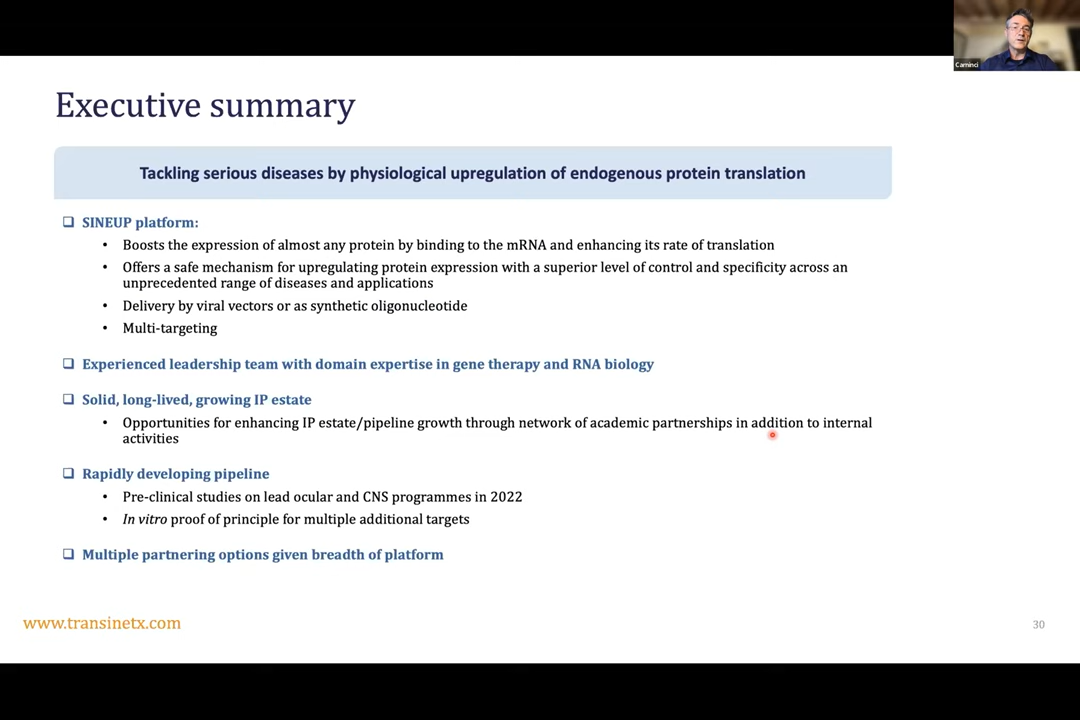 Carninci
Executive summary
Tackling serious diseases by physiological upregulation of endogenous protein translation
❑ SINEUP platform:
• Boosts the expression of almost any protein by binding to the mRNA and enhancing its rate of translation
• Offers a safe mechanism for upregulating protein expression with a superior level of control and specificity across an
unprecedented range of diseases and applications
• Delivery by viral vectors or as synthetic oligonucleotide
• Multi-targeting
❑ Experienced leadership team with domain expertise in gene therapy and RNA biology
❑ Solid, long-lived, growing IP estate
• Opportunities for enhancing IP estate/pipeline growth through network of academic partnerships in addition to internal
activities
❑ Rapidly developing pipeline
• Pre-clinical studies on lead ocular and CNS programmes in 2022
• In vitro proof of principle for multiple additional targets
❑ Multiple partnering options given breadth of platform
www.transinetx.com
30